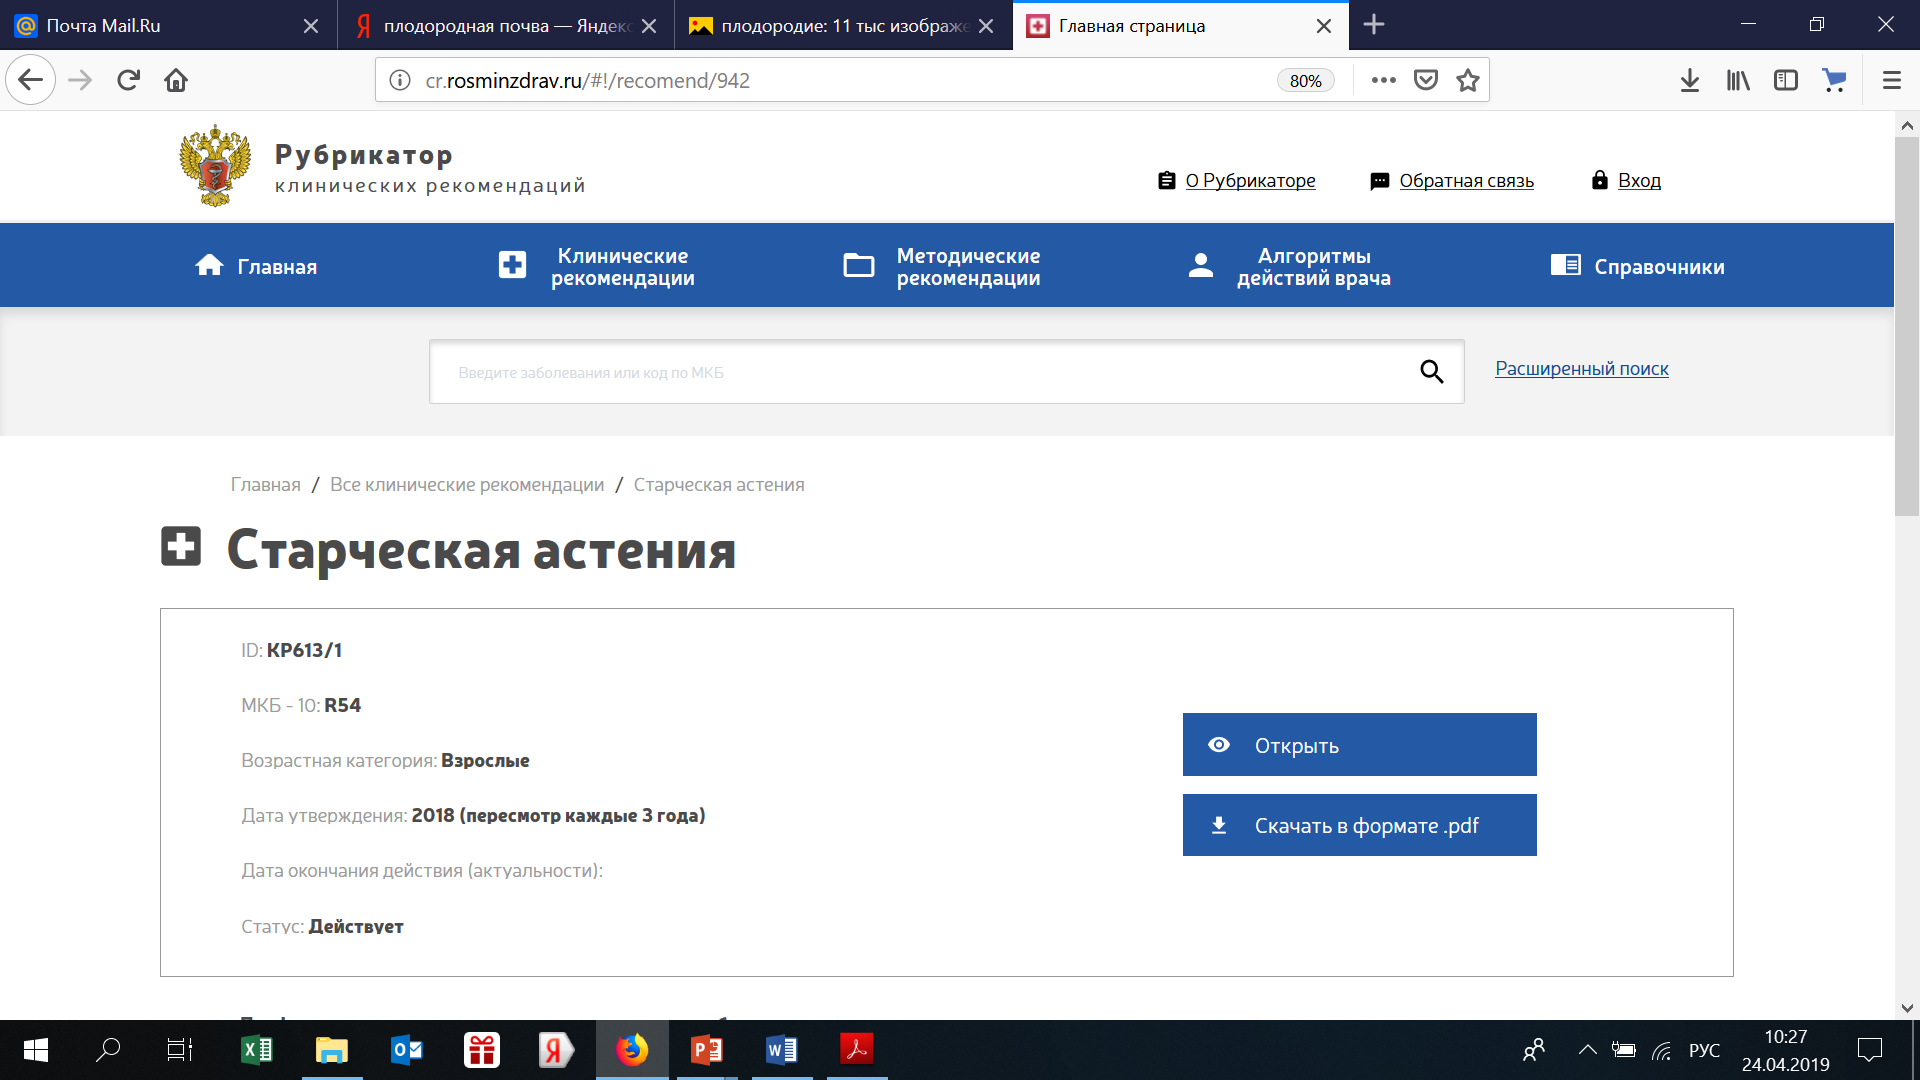 Почта Mail.Ru
плодородная почва — Яндекс
плодородие: 11 тыс изображе
Главная страница
cr.rosminzdrav.ru/#!/recomend/942
80%
Рубрикатор
клинических рекомендаций
О Рубрикаторе
Обратная связь
Вход
Главная
Клинические
рекомендации
Методические
рекомендации
Алгоритмы
действий врача
Справочники
Введите заболевания или код по МКБ
Расширенный поиск
Главная / Все клинические рекомендации / Старческая астения
Старческая астения
ID: КР613/1
МКБ - 10: R54
Возрастная категория: Взрослые
Дата утверждения: 2018 (пересмотр каждые 3 года)
Дата окончания действия (актуальности):
Статус: Действует
Открыть
Скачать в формате .pdf
РУС
10:27
24.04.2019